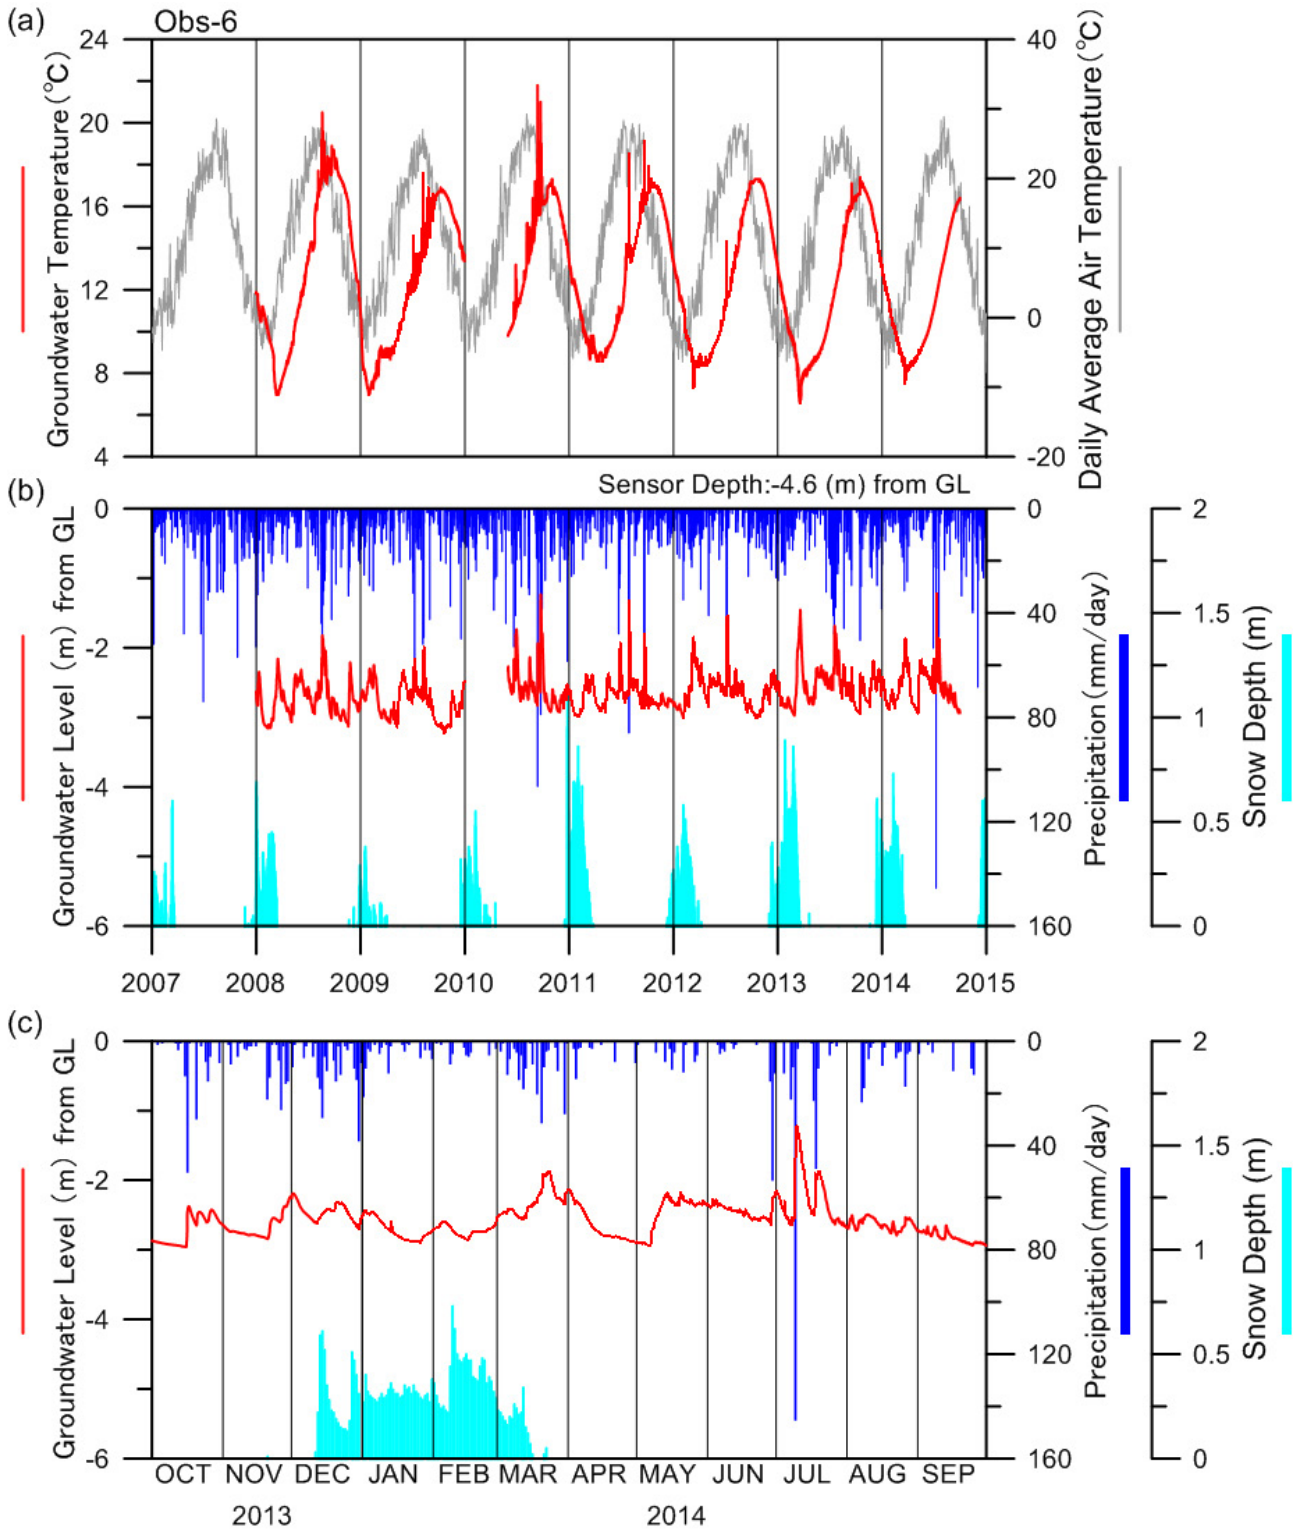 (a)
Obs-6
24
20
16
12
8
4
Groundwater Temperature(℃)
40
20
0
-20
Daily Average Air Temperature(℃)
(b)
Sensor Depth:-4.6 (m) from GL
0
-2
-4
-6
Groundwater Level (m) from GL
0
40
80
120
160
Precipitation (mm/day)
2
1.5
1
0.5
0
Snow Depth (m)
2007 2008 2009 2010 2011 2012 2013 2014 2015
(c)
0
-2
-4
-6
Groundwater Level (m) from GL
0
40
80
120
160
Precipitation (mm/day)
2
1.5
1
0.5
0
Snow Depth (m)
OCT NOV DEC JAN FEB MAR APR MAY JUN JUL AUG SEP
2013 2014